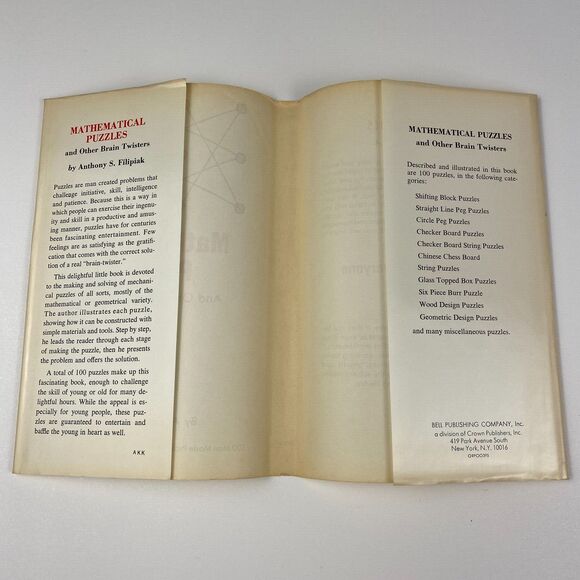 MATHEMATICAL
PUZZLES
and Other Brain Twisters
by Anthony S. Filipiak
Puzzles are man created problems that
challeage initiative, skill, intelligence
and patience. Because this is a way in
which people can exercise their ingenu-
ity and skill in a productive and amus-
ing manner, puzzles have for centuries
been fascinating entertainment. Few
feelings are as satisfying as the gratifi-
cation that comes with the correct solu-
tion of a real "brain-twister."
This delightful little book is devoted
to the making and solving of mechani-
cal puzzles of all sorts, mostly of the
mathematical or geometrical variety.
The author illustrates each puzzle,
showing how it can be constructed with
simple materials and tools. Step by step,
he leads the reader through each stage
of making the puzzle, then he presents
the problem and offers the solution.
A total of 100 puzzles make up this
fascinating book, enough to challenge
the skill of young or old for many de-
lightful hours. While the appeal is es-
pecially for young people, these puz-
zles are guaranteed to entertain and
baffle the young in heart as well.
AKK
MATHEMATICAL PUZZLES
and Other Brain Twisters
Described and illustrated in this book
are 100 puzzles, in the following cate-
gories:
Shifting Block Puzzles
Straight Line Peg Puzzles
Circle Peg Puzzles
Checker Board Puzzles
Checker Board String Puzzles
Chinese Chess Board
String Puzzles
Glass Topped Box Puzzles
Six Piece Burr Puzzle
Wood Design Puzzles
Geometric Design Puzzles
and many miscellaneous puzzles.
BELL PUBLISHING COMPANY, Inc.
a division of Crown Publishers, Inc.
419 Park Avenue South
New York, N.Y. 10016